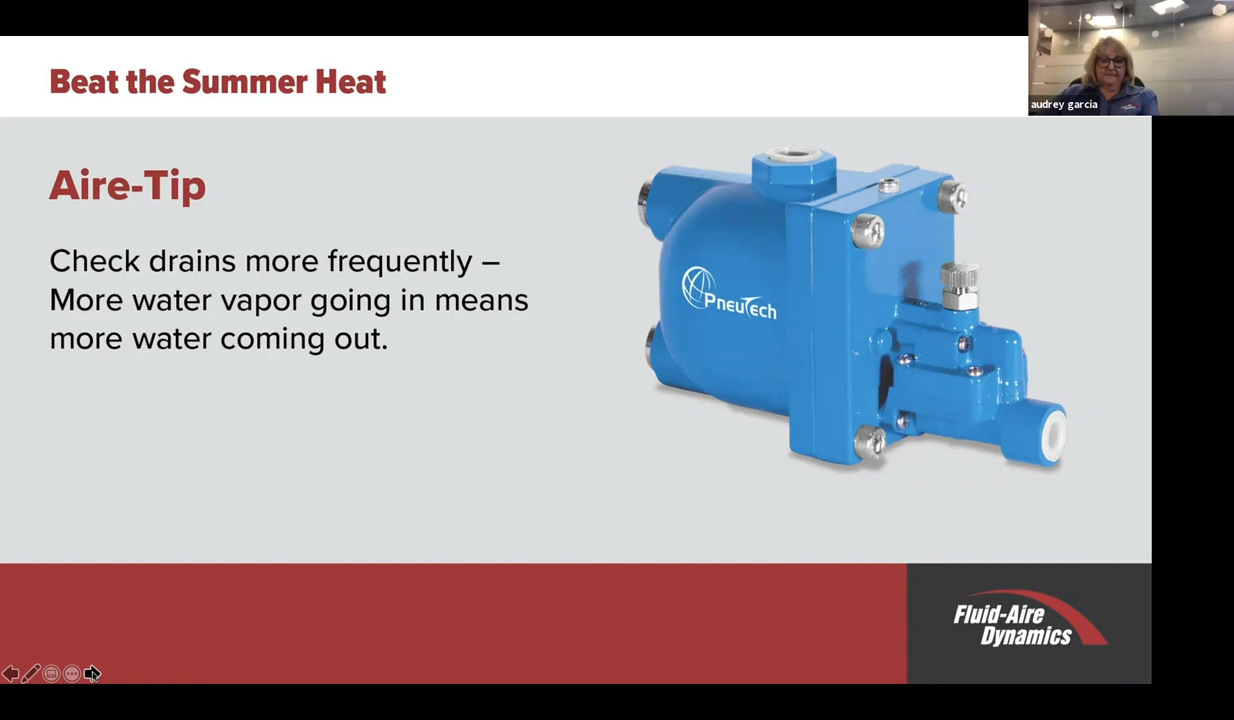 Beat the Summer Heat
audrey garcia
Aire-Tip
Check drains more frequently –
More water vapor going in means
more water coming out.
PneuTech
Fluid-Aire
Dynamics